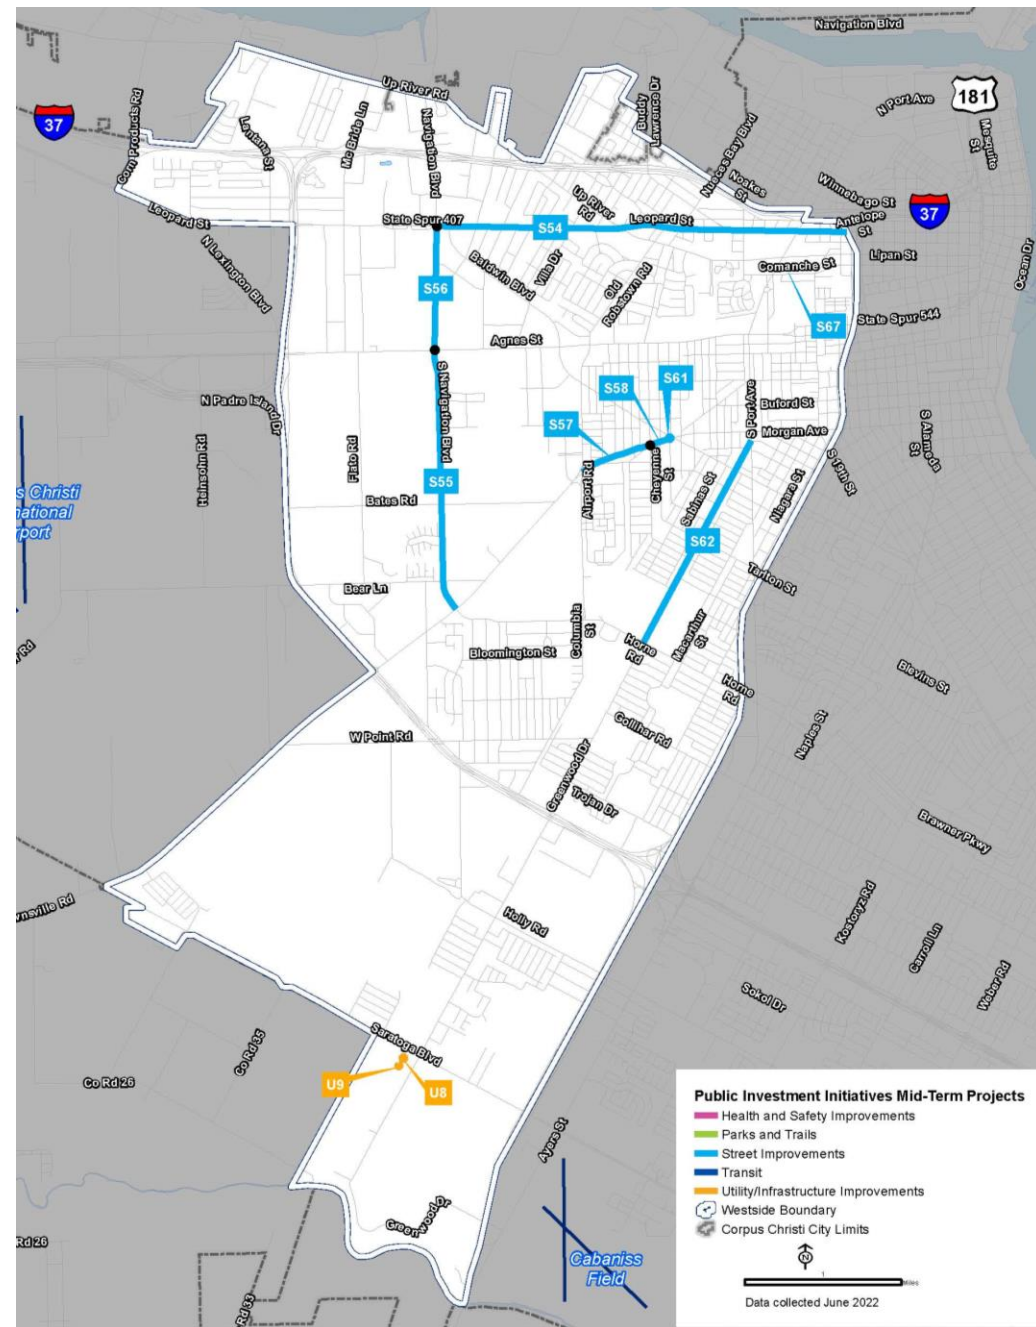 Navigation Blvd
181
N Port Ave
Mesquite
St
37
Up River Rd
Corn Products Rd
Lantana St
Mc Bride Ln
Navigation Blvd
Buddy
Lawrence Dr
Nueces Bay Blvd
Noakes
St
Winnebago St
Antelope
St
37
Leopard St
N Lexington Blvd
State Spur 407
S54
Up River
Rd
Leopard St
Lipan St
Ocean Dr
Baldwin Blvd
Villa Dr
Old
Robstown Rd
Comanche St
S56
S67
State Spur 544
Agnes St
S Navigation Blvd
N Padre Island Dr
Heinsohn Rd
Flato Rd
S58
S61
S57
S Port Ave
Buford St
Morgan Ave
S Alameda
St
S 19th St
Airport Rd
Cheyenne
St
Sabinas St
Niagara St
S55
Bates Rd
s Christi
national
rport
S62
Tarlton St
Bear Ln
Columbia
St
Horne
Rd
Macarthur
St
Bloomington St
Horne
Rd
Blevins St
Rd
Gollihar Rd
Naples St
W Point Rd
Greenwood Dr
Trojan Dr
Brawner Pkwy
wnsville Rd
Holly Rd
Kostoryz Rd
Carroll Ln
Weber Rd
Sokol Dr
Saratoga Blvd
Co Rd 35
Co Rd 26
U9
U8
Ayers St
Greenwood Dr
Rd 26
Rd 33
Cabaniss
Field
Public Investment Initiatives Mid-Term Projects
Health and Safety Improvements
Parks and Trails
Street Improvements
Transit
Utility/Infrastructure Improvements
Westside Boundary
Corpus Christi City Limits
N
1
Miles
Data collected June 2022